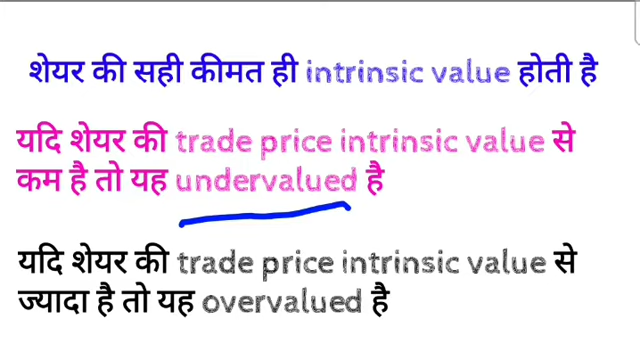 शेयर की सही कीमत ही intrinsic value होती है
यदि शेयर की trade price intrinsic value से
कम है तो यह undervalued है
यदि शेयर की trade price intrinsic value से
ज्यादा है तो यह overvalued है